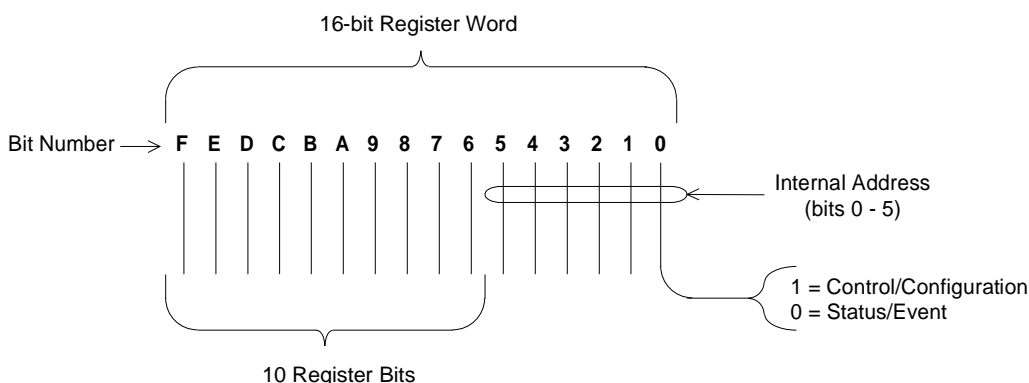 16-bit Register Word
Bit Number F E D C B A 9 8 7 6 5 4 3 2 1 0
Internal Address
(bits 0 - 5)
1 = Control/Configuration
0 = Status/Event
10 Register Bits